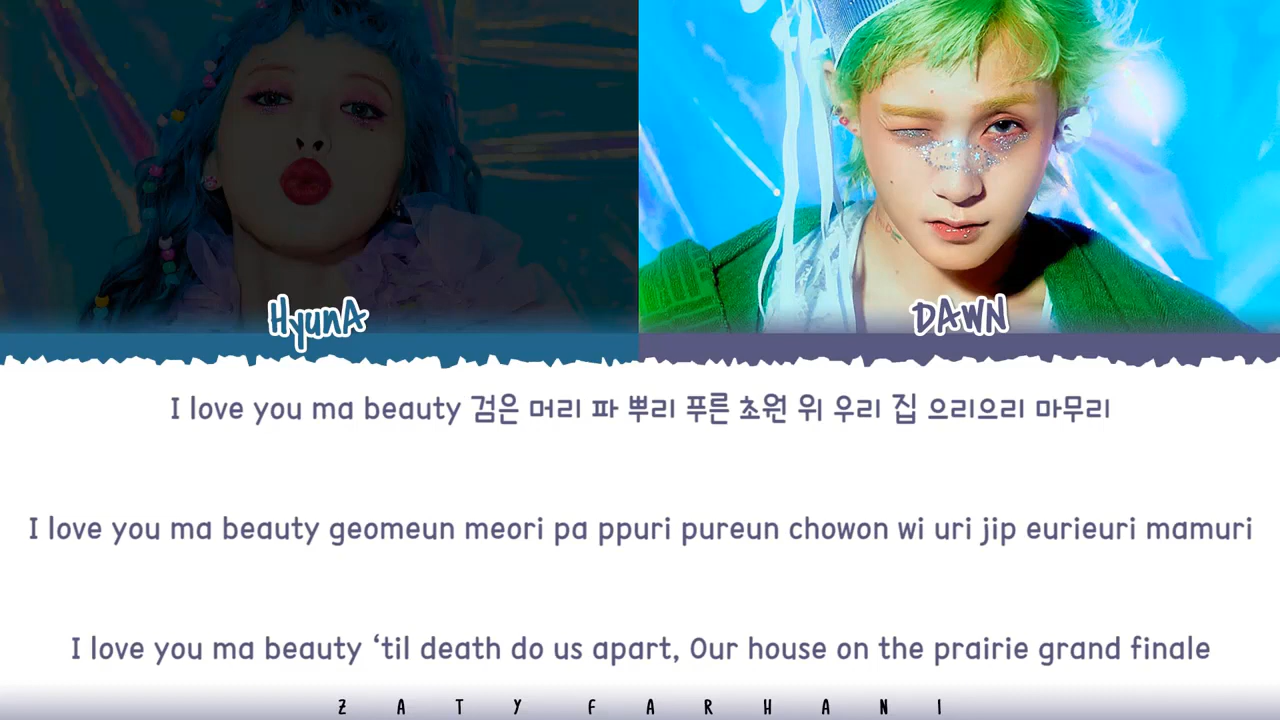 HyunA
DAWN
I love you ma beauty 검은 머리 파 뿌리 푸른 초원 위 우리 집 으리으리 마무리
I love you ma beauty geomeun meori pa ppuri pureun chowon wi uri jip eurieuri mamuri
I love you ma beauty ‘til death do us apart, Our house on the prairie grand finale
ZATY FARHANI